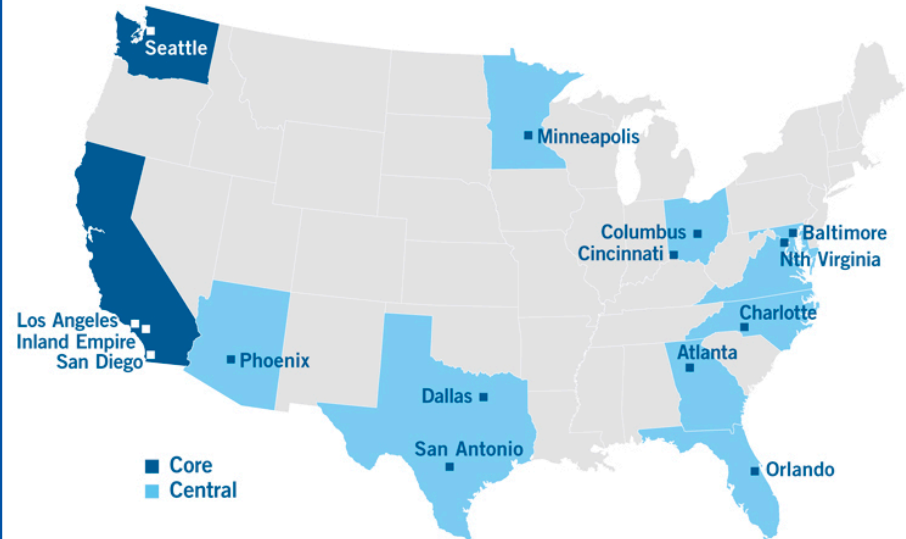 Seattle
Minneapolis
Columbus
Cincinnati
Baltimore
Nth Virginia
Charlotte
Atlanta
Los Angeles
Inland Empire
San Diego
Phoenix
Dallas
San Antonio
Orlando
Core
Central